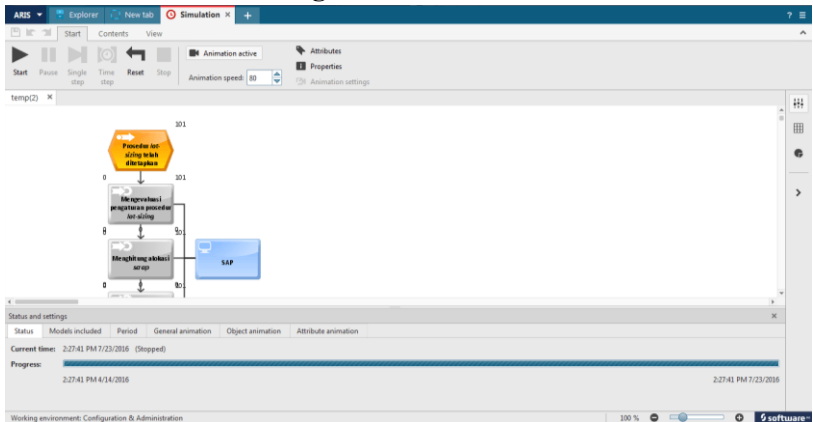 ARIS
Explorer
New tab
Simulation
?
Start Contents View
Start Pause Single step Time step Reset Stop
Animation active
Animation speed: 80
Attributes
Properties
Animation settings
temp(2)
101
Prosedur lot-
sizing telah
ditetapkan
0 101
Mengevaluasi
pengaturan prosedur
lot-sizing
Menghitung alokasi
scrap
SAP
Status and settings
Status Models included Period General animation Object animation Attribute animation
Current time: 2:27:41 PM 7/23/2016 (Stopped)
Progress:
2:27:41 PM 4/14/2016 2:27:41 PM 7/23/2016
Working environment: Configuration & Administration 100 % software